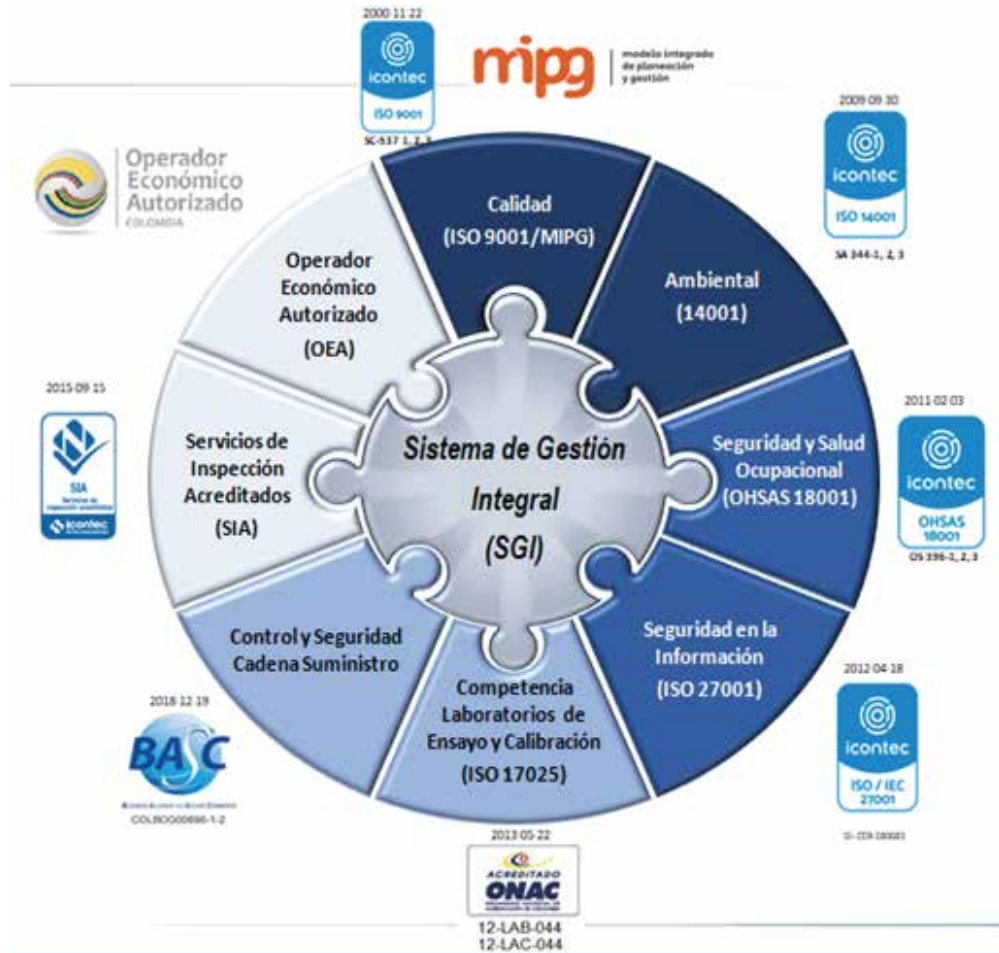 2000-11-22
icontec
ISO 9001
SC-537 1, 2, 3
mipg
modelo integrado
de planeación
y gestión
2009 09 30
icontec
ISO 14001
SA 344-1, 2, 3
Operador
Económico
Autorizado
COLOMBIA
Calidad
(ISO 9001/MIPG)
Ambiental
(14001)
Operador
Económico
Autorizado
(OEA)
2015-09 15
SIA
Servicios de
icontec
Servicios de
Inspección
Acreditados
(SIA)
Sistema de Gestión
Integral
(SGI)
Seguridad y Salud
Ocupacional
(OHSAS 18001)
2011-02 03
icontec
OHSAS
18001
OS 396-1, 2, 3
Control y Seguridad
Cadena Suministro
Competencia
Laboratorios de
Ensayo y Calibración
(ISO 17025)
Seguridad en la
Información
(ISO 27001)
2012-04-18
icontec
ISO / IEC
27001
2018-12-19
BASC
2013 05-22
ACREDITADO
ONAC
12-LAB-044
12-LAC-044